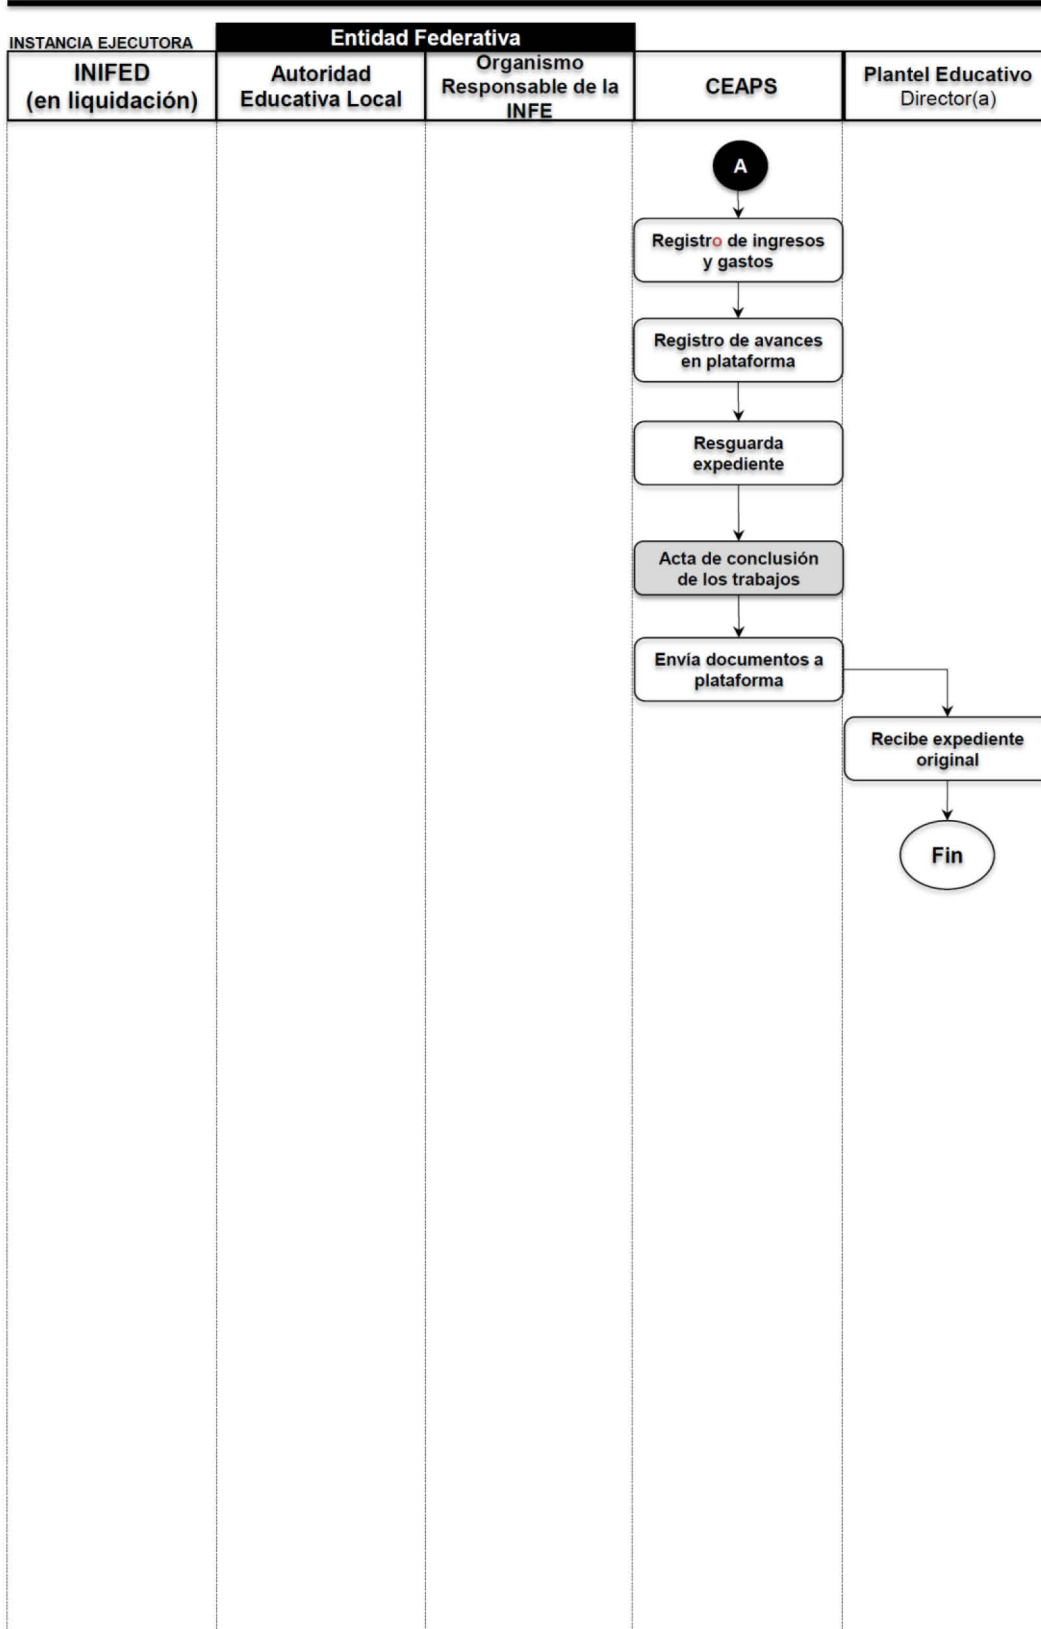 Entidad Federativa
INSTANCIA EJECUTORA
INIFED
(en liquidación)
Autoridad
Educativa Local
Organismo
Responsable de la
INFE
CEAPS
Plantel Educativo
Director(a)
A
Registro de ingresos
y gastos
Registro de avances
en plataforma
Resguarda
expediente
Acta de conclusión
de los trabajos
Envía documentos a
plataforma
Recibe expediente
original
Fin